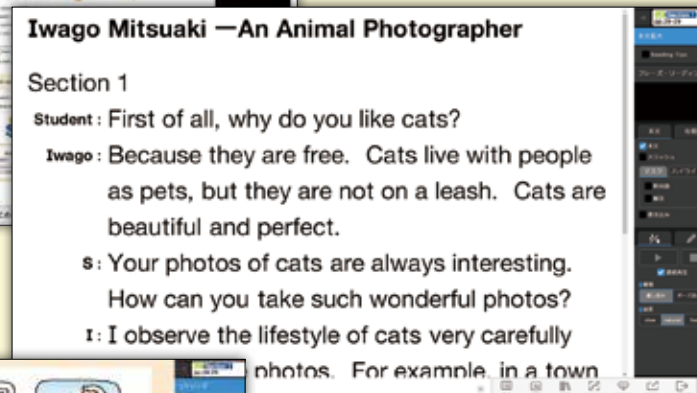 Iwago Mitsuaki —An Animal Photographer
Section 1
Student : First of all, why do you like cats?
Iwago : Because they are free. Cats live with people
as pets, but they are not on a leash. Cats are
beautiful and perfect.
S : Your photos of cats are always interesting.
How can you take such wonderful photos?
I : I observe the lifestyle of cats very carefully
photos. For example, in a town